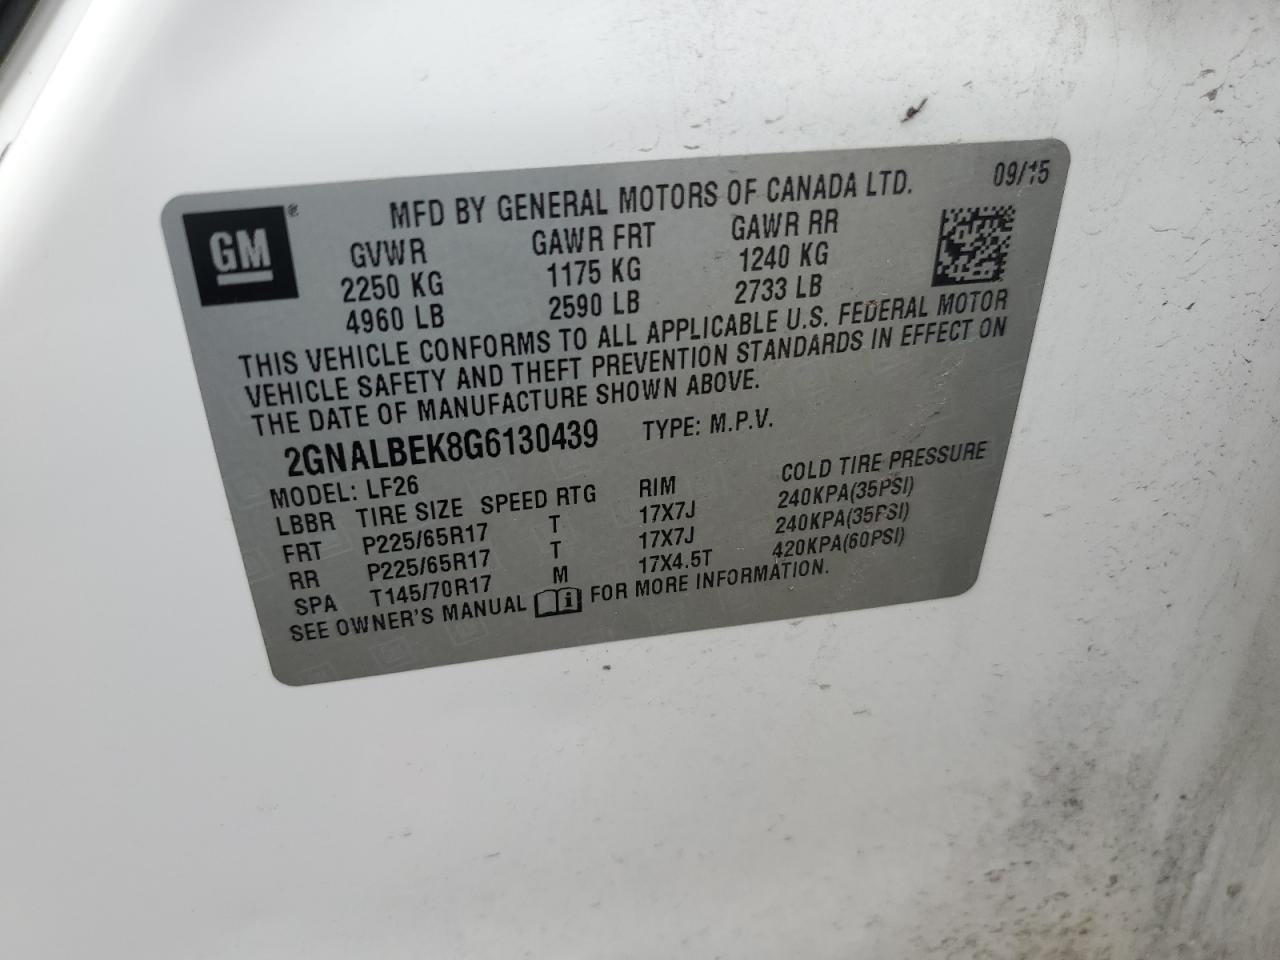 GM ®
MFD BY GENERAL MOTORS OF CANADA LTD. 09/15
GVWR GAWR FRT GAWR RR
2250 KG 1175 KG 1240 KG
4960 LB 2590 LB 2733 LB
THIS VEHICLE CONFORMS TO ALL APPLICABLE U.S. FEDERAL MOTOR
VEHICLE SAFETY AND THEFT PREVENTION STANDARDS IN EFFECT ON
THE DATE OF MANUFACTURE SHOWN ABOVE.
2GNALBEK8G6130439 TYPE: M.P.V.
MODEL: LF26
LBBR TIRE SIZE SPEED RTG RIM COLD TIRE PRESSURE
FRT P225/65R17 T 17X7J 240KPA(35PSI)
RR P225/65R17 T 17X7J 240KPA(35PSI)
SPA T145/70R17 M 17X4.5T 420KPA(60PSI)
SEE OWNER'S MANUAL i FOR MORE INFORMATION.